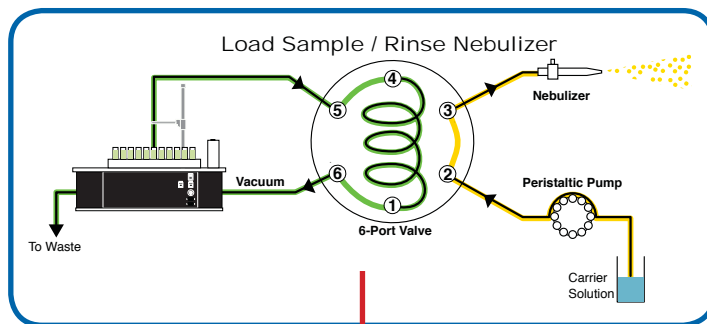 Load Sample / Rinse Nebulizer
4
5
3
Nebulizer
6
2
Vacuum
Peristaltic Pump
1
6-Port Valve
To Waste
Carrier
Solution